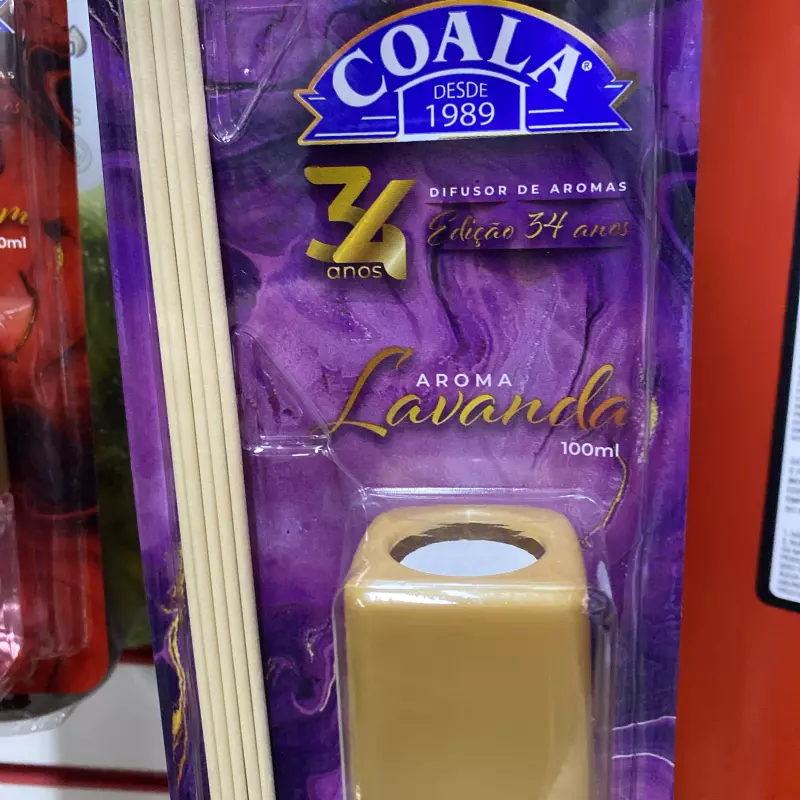 COALA®
DESDE
1989
34
anos
DIFUSOR DE AROMAS
Edição 34 anos
AROMA
Lavanda
100ml